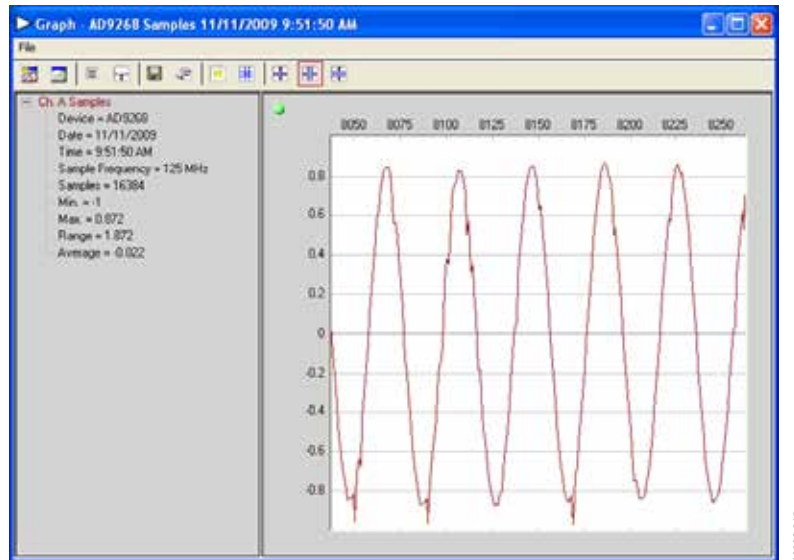 Graph - AD9268 Samples 11/11/2009 9:51:50 AM
File
Ch. A Samples
Device = AD9268
Date = 11/11/2009
Time = 9:51:50 AM
Sample Frequency = 125 MHz
Samples = 16384
Min. = -1
Max. = 0.872
Range = 1.872
Average = -0.022
8050 8075 8100 8125 8150 8175 8200 8225 8250
0.8
0.6
0.4
0.2
0
-0.2
-0.4
-0.6
-0.8